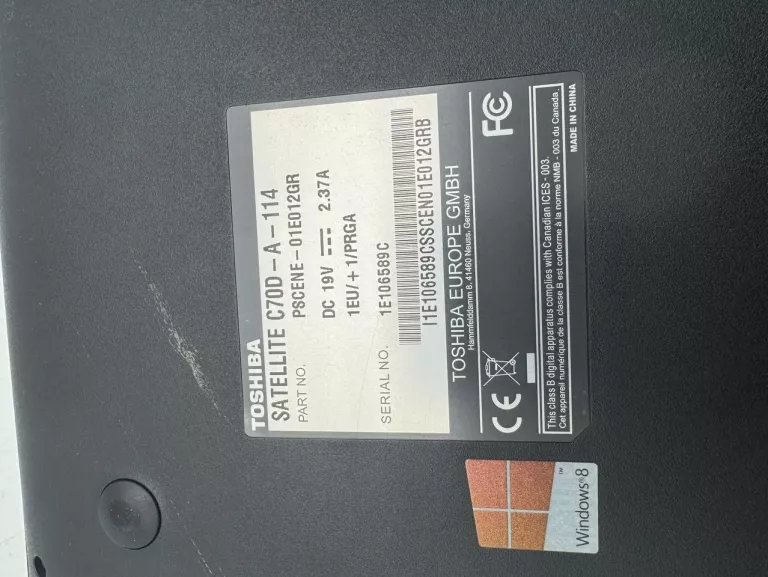 TOSHIBA
SATELLITE C70D-A-114
PART NO. PSCENE-01E012GR
DC 19V 2.37A
1EU/+1/PRGA
SERIAL NO. 1E106589C
I1E106589CSSCEN01E012GRB
TOSHIBA EUROPE GMBH
Hammfelddamm 8, 41460 Neuss, Germany
CE FC
This class B digital apparatus complies with Canadian ICES-003.
Cet appareil numérique de la classe B est conforme à la norme NMB-003 du Canada.
MADE IN CHINA
Windows®8
TM